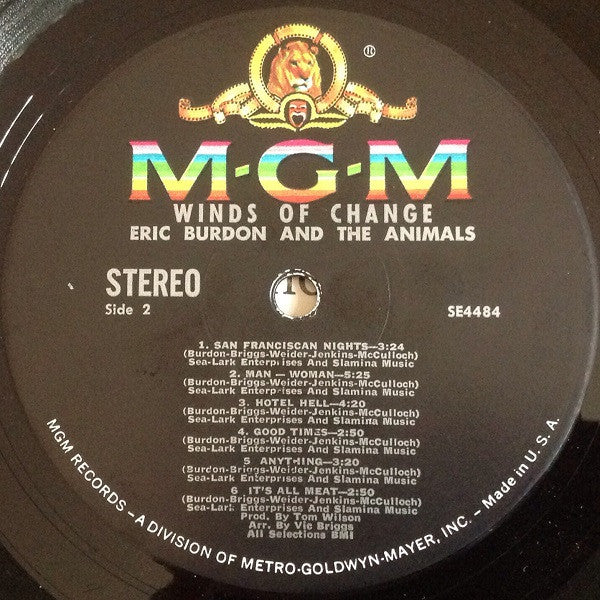 ®
M-G-M
WINDS OF CHANGE
ERIC BURDON AND THE ANIMALS
STEREO
Side 2
SE4484
1. SAN FRANCISCAN NIGHTS—3:24
(Burdon-Briggs-Weider-Jenkins-McCulloch)
Sea-Lark Enterprises And Slamina Music
2. MAN — WOMAN—5:25
(Burdon-Briggs-Weider-Jenkins-McCulloch)
Sea-Lark Enterprises And Slamina Music
3. HOTEL HELL—4:20
(Burdon-Briggs-Weider-Jenkins-McCulloch)
Sea-Lark Enterprises And Slamina Music
4. GOOD TIMES—2:50
(Burdon-Briggs-Weider-Jenkins-McCulloch)
Sea-Lark Enterprises And Slamina Music
5 ANYTHING—3:20
(Burdon-Briggs-Weider-Jenkins-McCulloch)
Sea-Lark Enterprises And Slamina Music
6 IT'S ALL MEAT—2:50
(Burdon-Briggs-Weider-Jenkins-McCulloch)
Sea-Lark Enterprises And Slamina Music
Prod. By Tom Wilson
Arr. By Vic Briggs
All Selections BMI
MGM RECORDS – A DIVISION OF METRO-GOLDWYN-MAYER, INC. – Made in U. S. A.